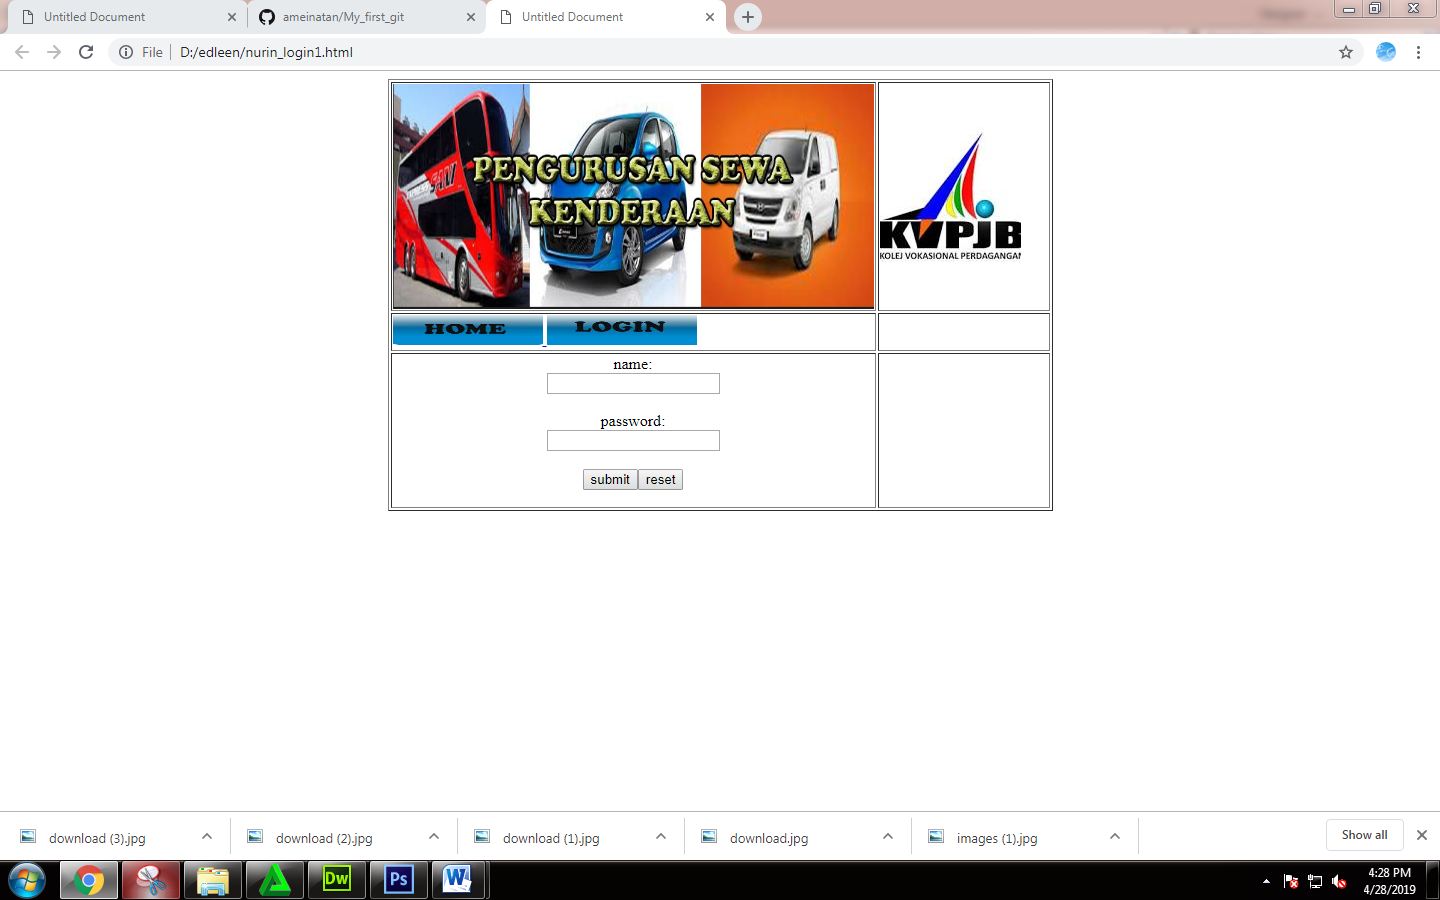 Untitled Document
ameinatan/My_first_git
Untitled Document
File
D:/edleen/nurin_login1.html
PENGURUSAN SEWA
KENDERAAN
KVPJB
KOLEJ VOKASIONAL PERDAGANGAN
HOME
LOGIN
name:
password:
submit
reset
download (3).jpg
download (2).jpg
download (1).jpg
download.jpg
images (1).jpg
Show all
Dw
Ps
W
4:28 PM
4/28/2019